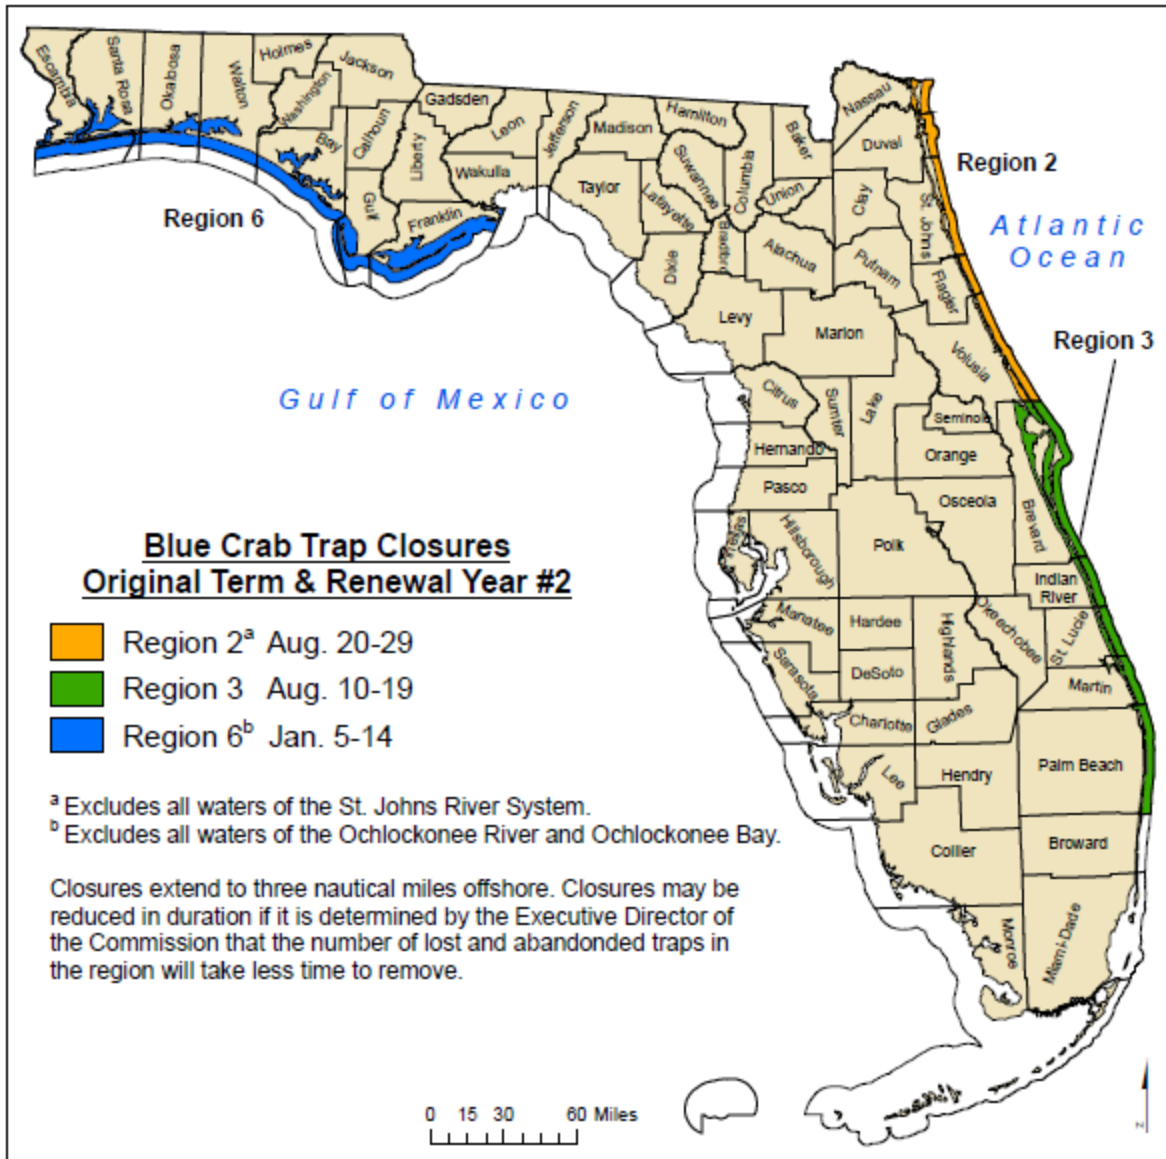 Escambia
Santa Rosa
Okaloosa
Walton
Holmes
Washington
Jackson
Bay
Calhoun
Gulf
Gadsden
Liberty
Franklin
Leon
Wakulla
Jefferson
Madison
Taylor
Hamilton
Suwannee
Lafayette
Dixie
Columbia
Baker
Union
Bradbro
Alachua
Nassau
Duval
Clay
St. Johns
Putnam
Flagler
Levy
Marion
Volusia
Region 2
Atlantic
Ocean
Region 3
Region 6
Gulf of Mexico
Citrus
Sumter
Lake
Seminole
Hernando
Orange
Pasco
Osceola
Brevard
Hillsborough
Polk
Indian
River
Manatee
Hardee
Highlands
Okeechobee
St. Lucie
Sarasota
DeSoto
Martin
Charlotte
Glades
Lee
Hendry
Palm Beach
Collier
Broward
Monroe
Miami-Dade
Blue Crab Trap Closures
Original Term & Renewal Year #2
Region 2a Aug. 20-29
Region 3 Aug. 10-19
Region 6b Jan. 5-14
a Excludes all waters of the St. Johns River System.
b Excludes all waters of the Ochlockonee River and Ochlockonee Bay.
Closures extend to three nautical miles offshore. Closures may be
reduced in duration if it is determined by the Executive Director of
the Commission that the number of lost and abandonded traps in
the region will take less time to remove.
0 15 30 60 Miles
N